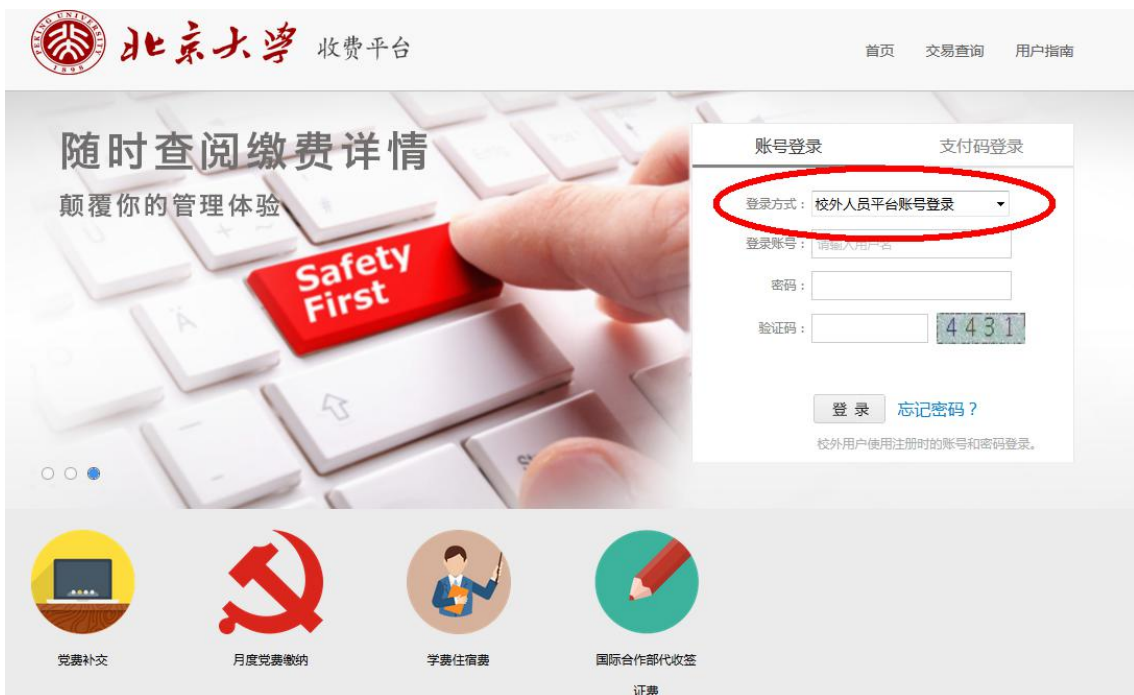 PEKING UNIVERSITY
1898
北京大学 收费平台
首页 交易查询 用户指南
随时查阅缴费详情
颠覆你的管理体验
Safety
First
账号登录 支付码登录
登录方式： 校外人员平台账号登录
登录账号： 请输入用户名
密码：
验证码： 4431
登 录 忘记密码？
校外用户使用注册时的账号和密码登录。
党费补交
月度党费缴纳
学费住宿费
国际合作部代收签
证费